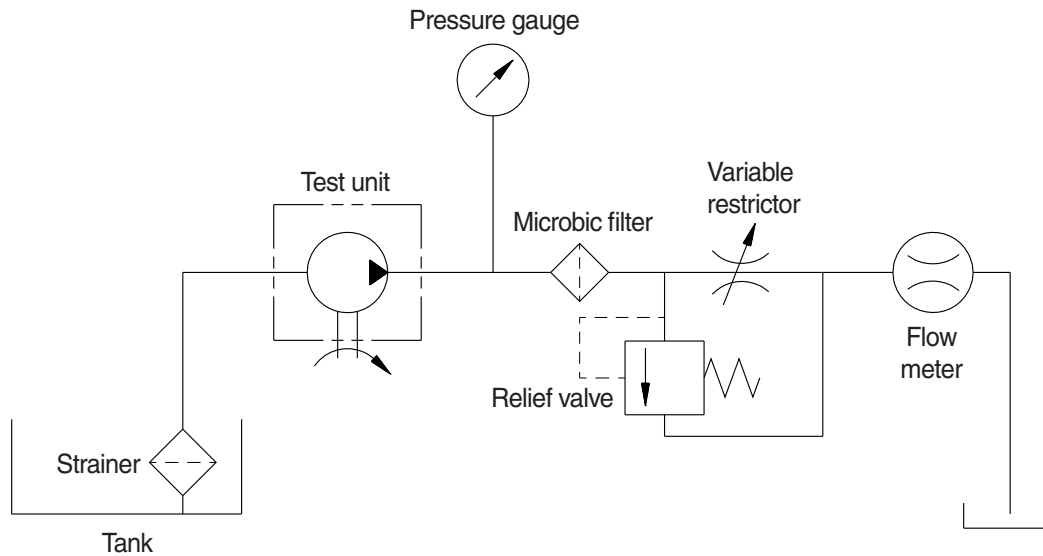 Pressure gauge
Test unit
Variable
restrictor
Microbic filter
Flow
meter
Relief valve
Strainer
Tank